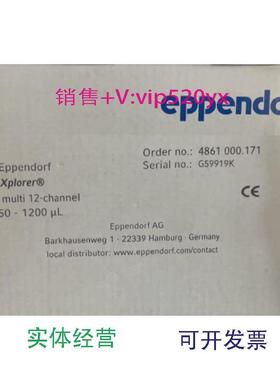 销售+V:vip520yx
eppendo
Order no.: 4861 000.171
Serial no.: G59919K
Eppendorf
Xplorer®
multi 12-channel
50 - 1200 µL
CE
Eppendorf AG
Barkhausenweg 1 · 22339 Hamburg · Germany
local distributor: www.eppendorf.com/contact
实体经营
可开发票